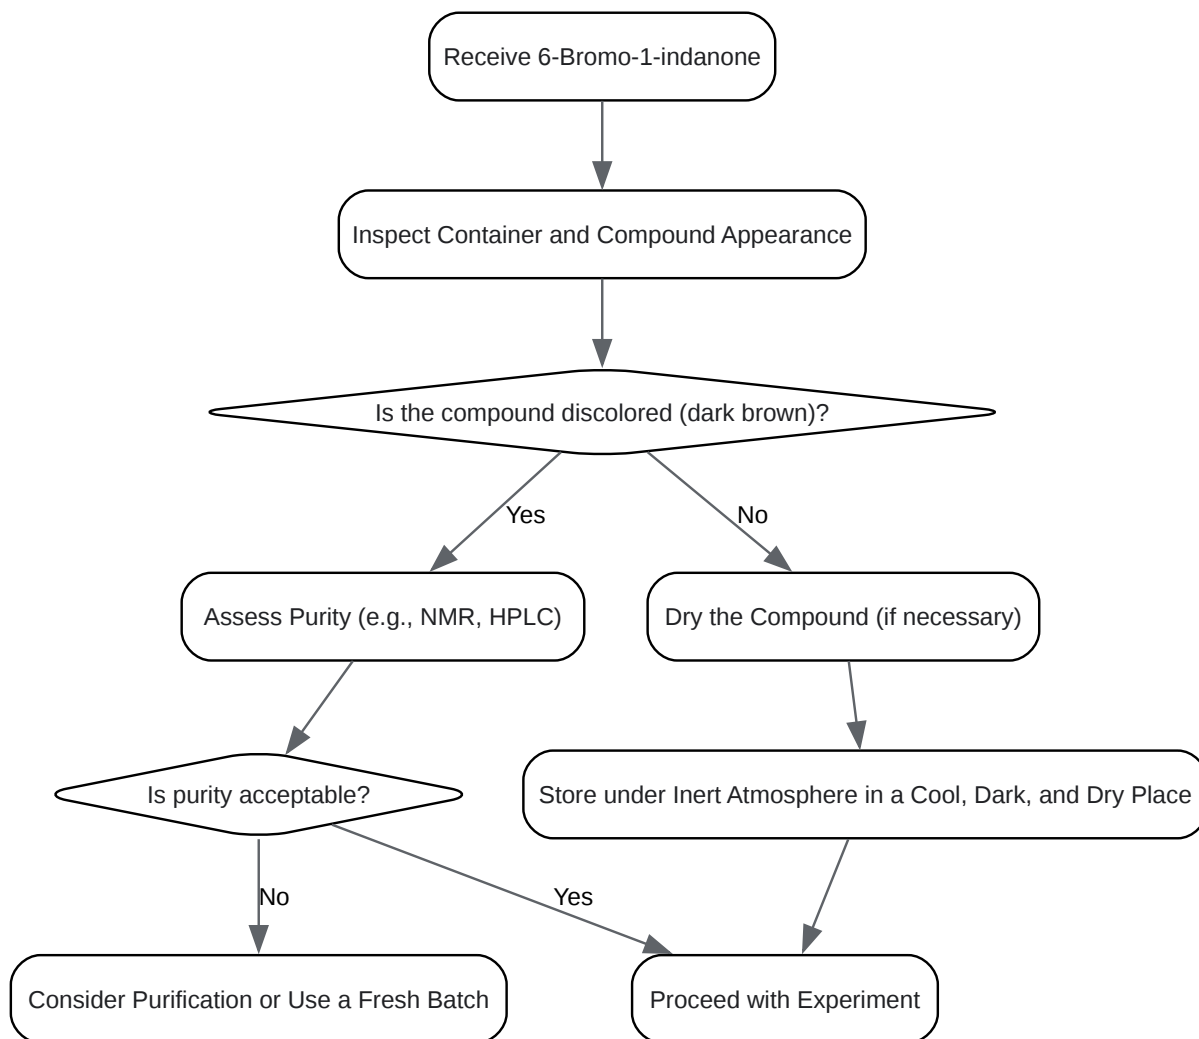 Receive 6-Bromo-1-indanone
Inspect Container and Compound Appearance
Is the compound discolored (dark brown)?
Yes
No
Assess Purity (e.g., NMR, HPLC)
Dry the Compound (if necessary)
Is purity acceptable?
Store under Inert Atmosphere in a Cool, Dark, and Dry Place
No
Yes
Consider Purification or Use a Fresh Batch
Proceed with Experiment